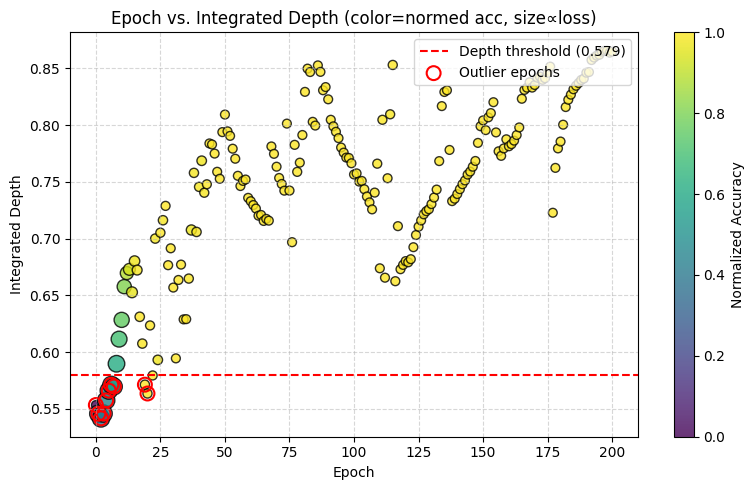 Epoch vs. Integrated Depth (color=normed acc, size∝loss)
Depth threshold (0.579)
Outlier epochs
Integrated Depth
0.85
0.80
0.75
0.70
0.65
0.60
0.55
0 25 50 75 100 125 150 175 200
Epoch
1.0
0.8
0.6
0.4
0.2
0.0
Normalized Accuracy